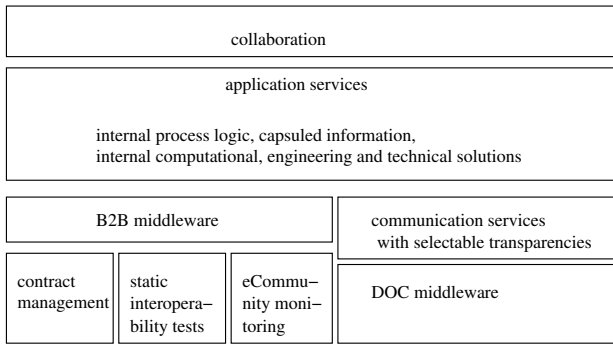 collaboration
application services
internal process logic, capsuled information,
internal computational, engineering and technical solutions
B2B middleware
communication services
with selectable transparencies
contract
management
static
interopera−
bility tests
eCommu−
nity moni−
toring
DOC middleware